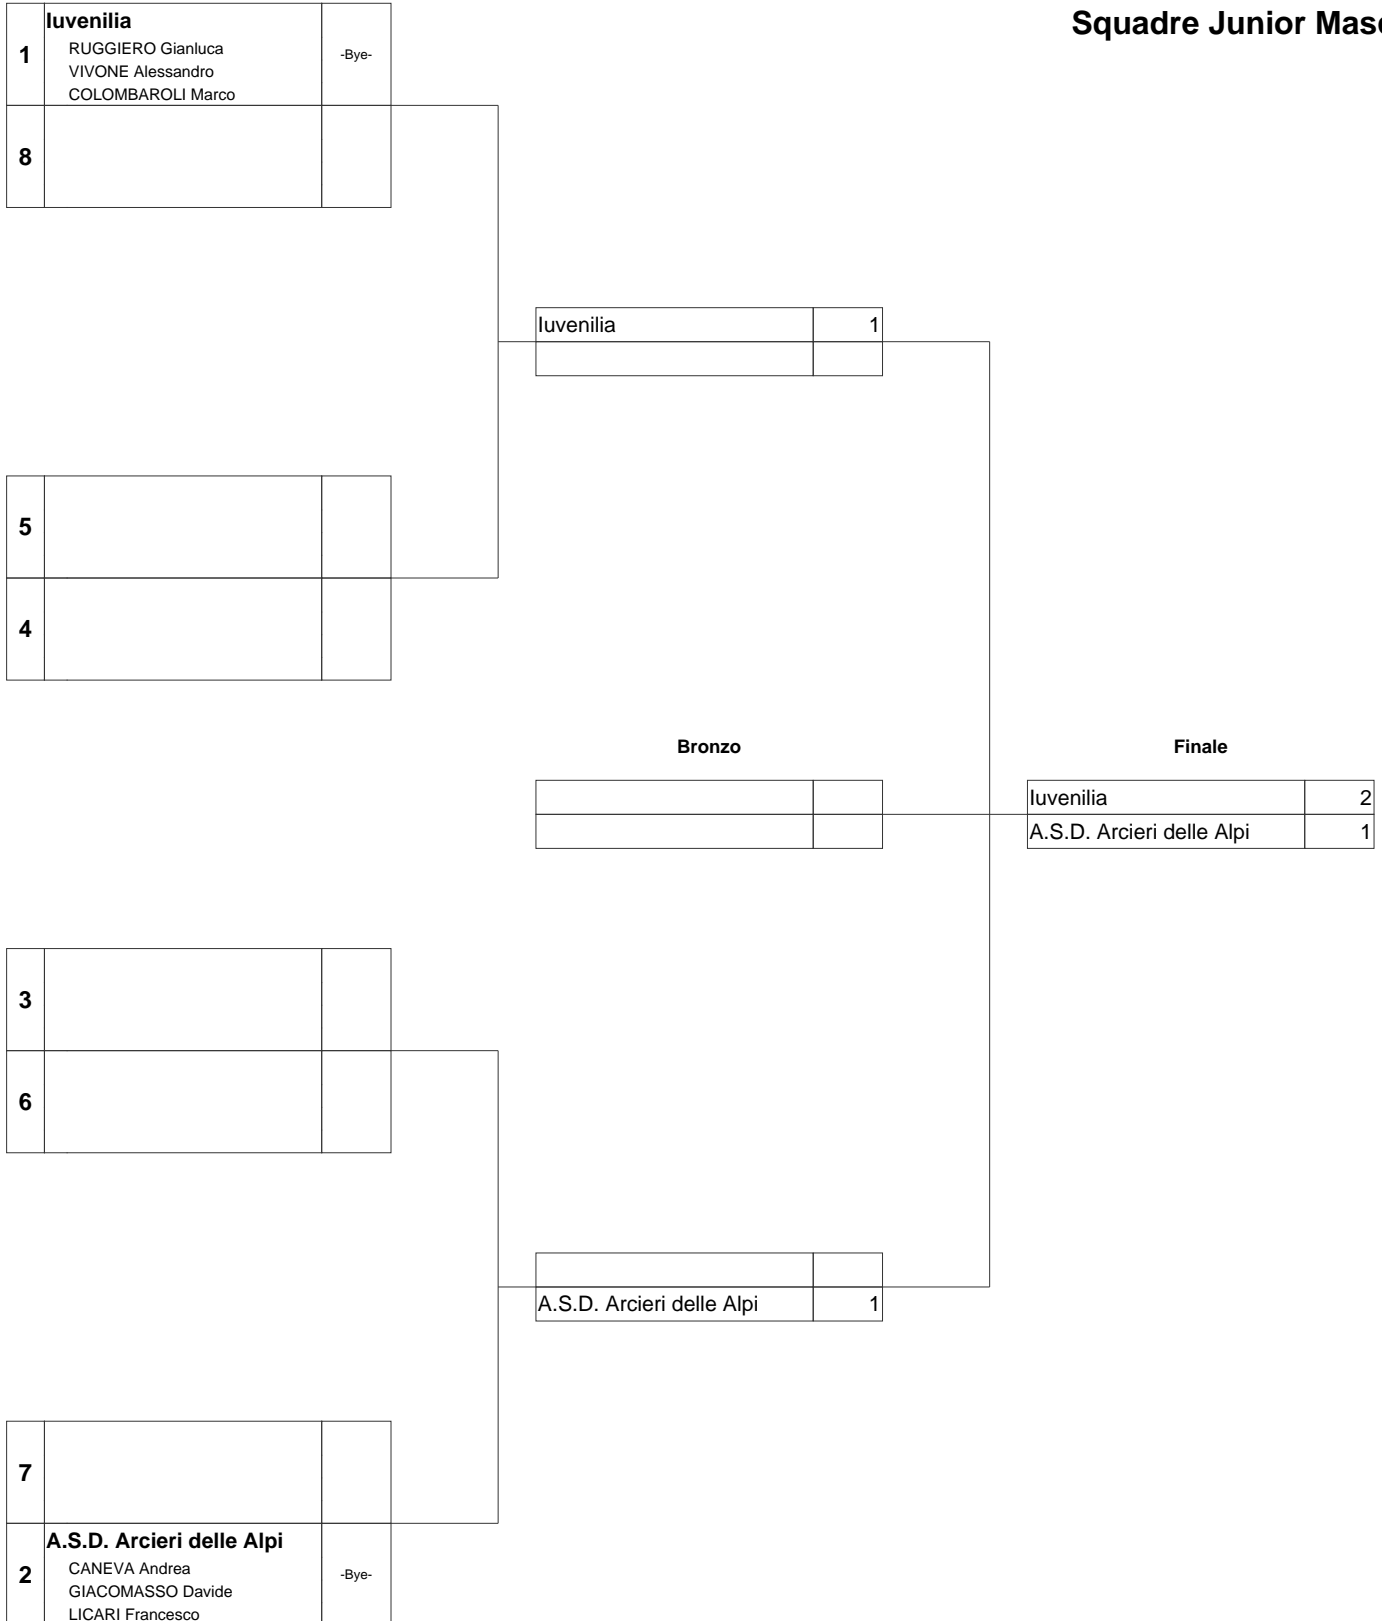 Squadre Junior
Iuvenilia
1
RUGGIERO Gianluca
-Bye-
VIVONE Alessandro
COLOMBAROLI Marco
8
Iuvenilia 1
5
4
Bronzo
Finale
Iuvenilia 2
A.S.D. Arcieri delle Alpi 1
3
6
A.S.D. Arcieri delle Alpi 1
7
A.S.D. Arcieri delle Alpi
2
CANEVA Andrea
-Bye-
GIACOMASSO Davide
LICARI Francesco